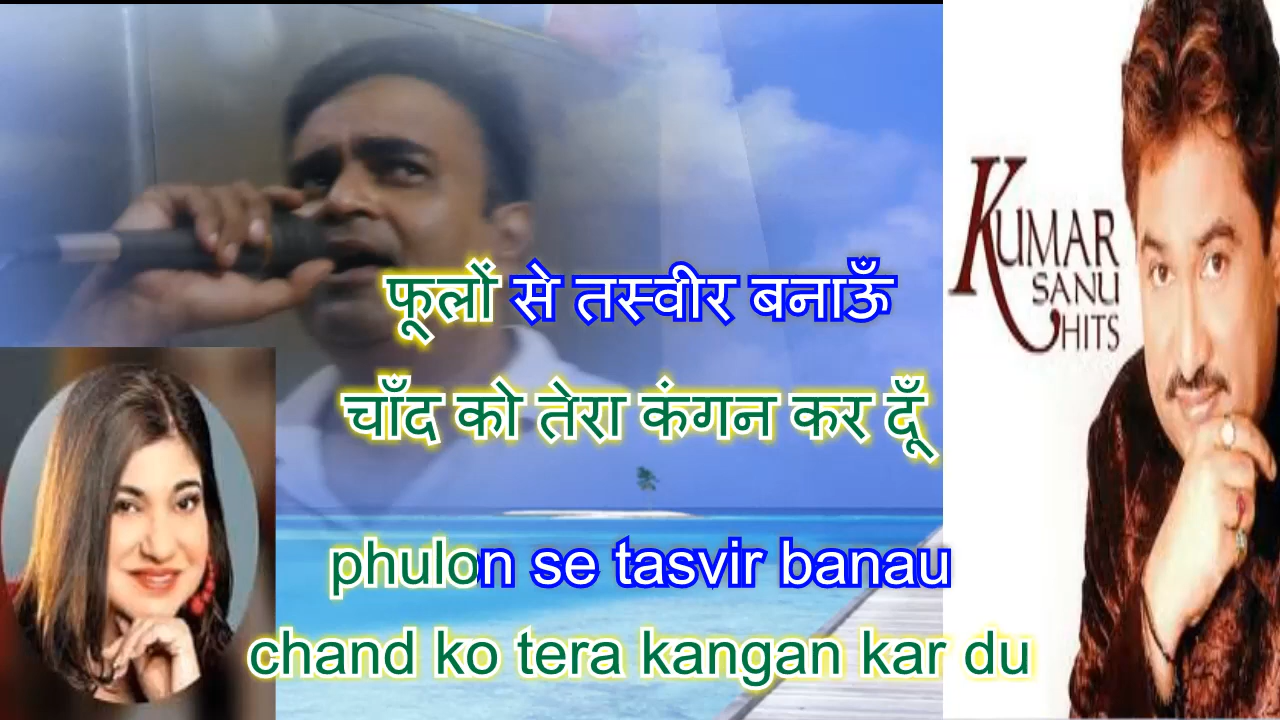 फूलों से तस्वीर बनाऊँ
चाँद को तेरा कंगन कर दूँ
phulon se tasvir banau
chand ko tera kangan kar du
KUMAR
SANU
HITS